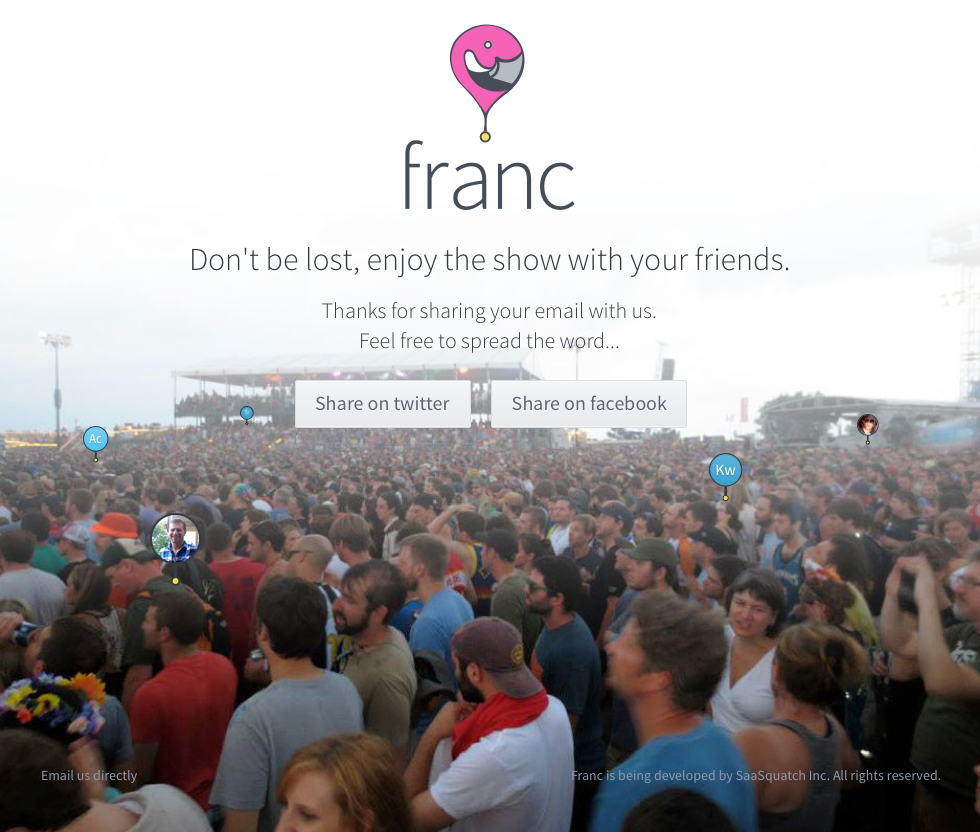 franc
Don't be lost, enjoy the show with your friends.
Thanks for sharing your email with us.
Feel free to spread the word...
Share on twitter
Share on facebook
Ac
Kw
Email us directly
Franc is being developed by SaaSquatch Inc. All rights reserved.